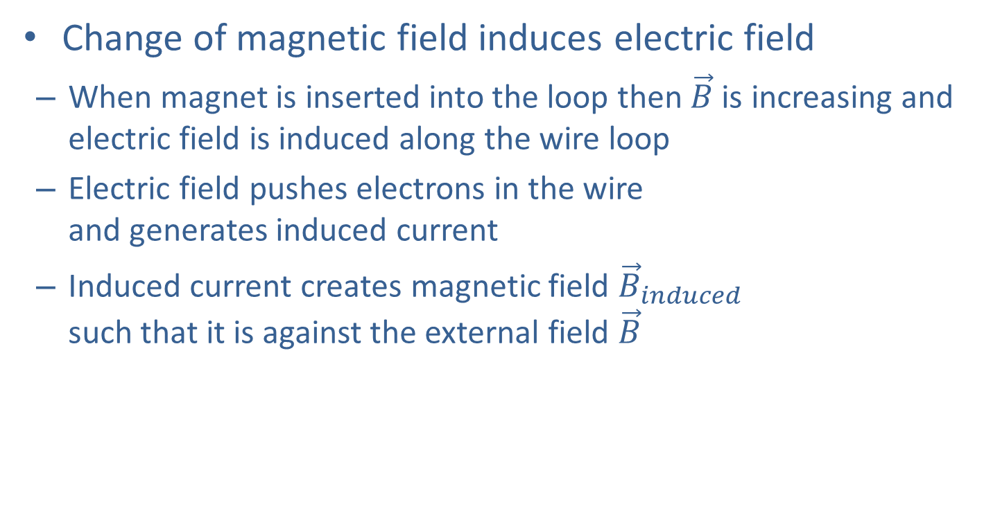 • Change of magnetic field induces electric field
– When magnet is inserted into the loop then $\vec{B}$ is increasing and
electric field is induced along the wire loop
– Electric field pushes electrons in the wire
and generates induced current
– Induced current creates magnetic field $\vec{B}_{induced}$
such that it is against the external field $\vec{B}$